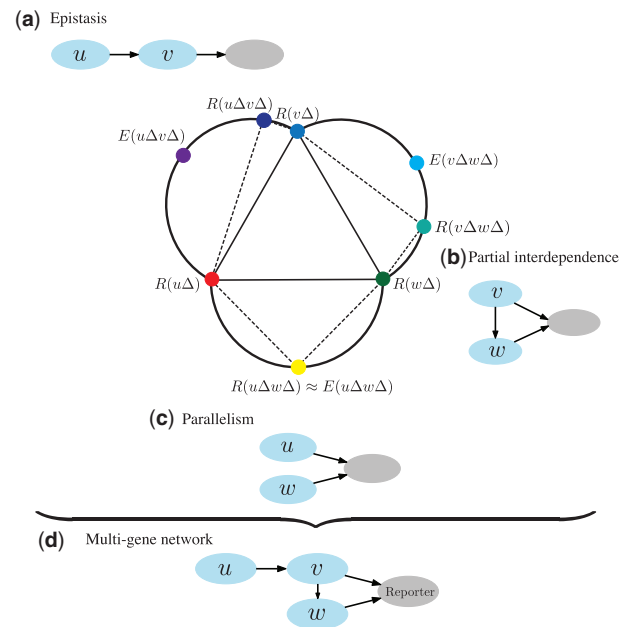 (a) Epistasis
u v
R(uΔvΔ) R(vΔ)
E(uΔvΔ)
E(vΔwΔ)
R(vΔwΔ)
(b) Partial interdependence
R(uΔ) R(wΔ)
v
w
R(uΔwΔ) ≈ E(uΔwΔ)
(c) Parallelism
u
w
(d) Multi-gene network
u v
Reporter
w